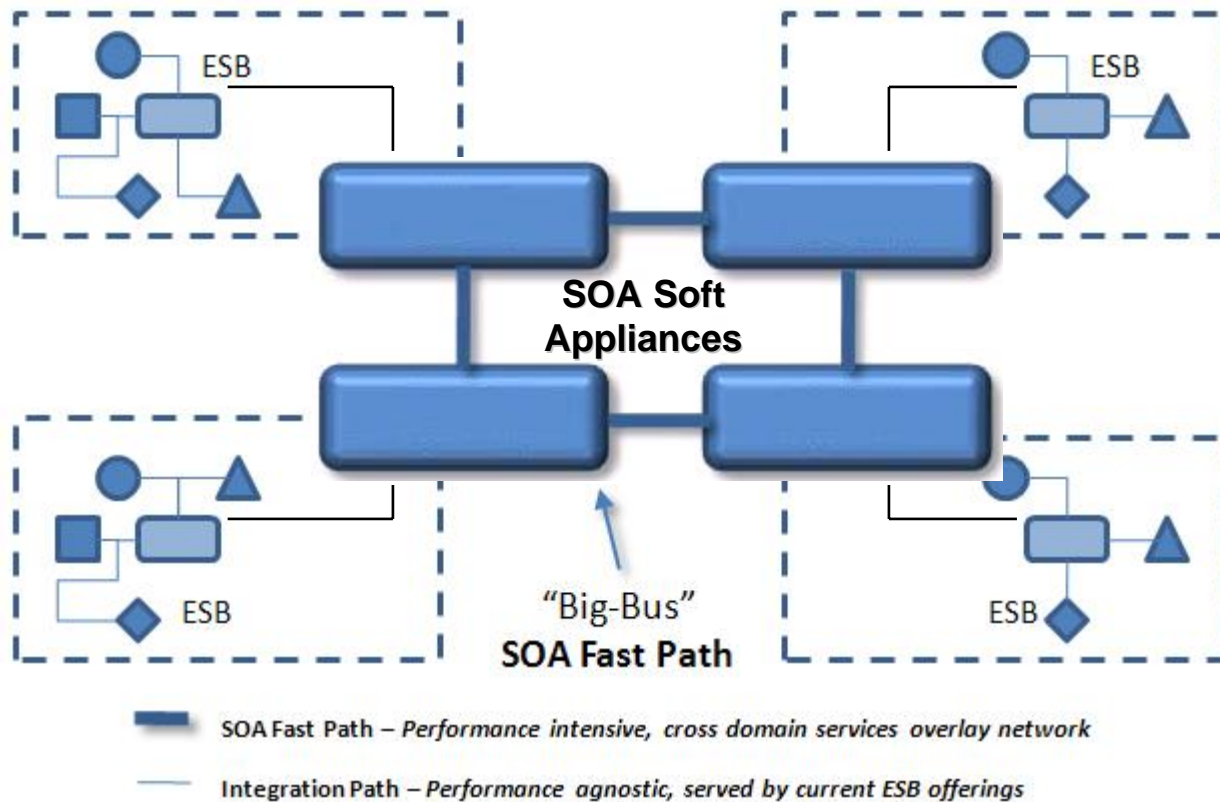 ESB
ESB
SOA Soft
Appliances
ESB
ESB
“Big-Bus”
SOA Fast Path
SOA Fast Path – Performance intensive, cross domain services overlay network
Integration Path – Performance agnostic, served by current ESB offerings